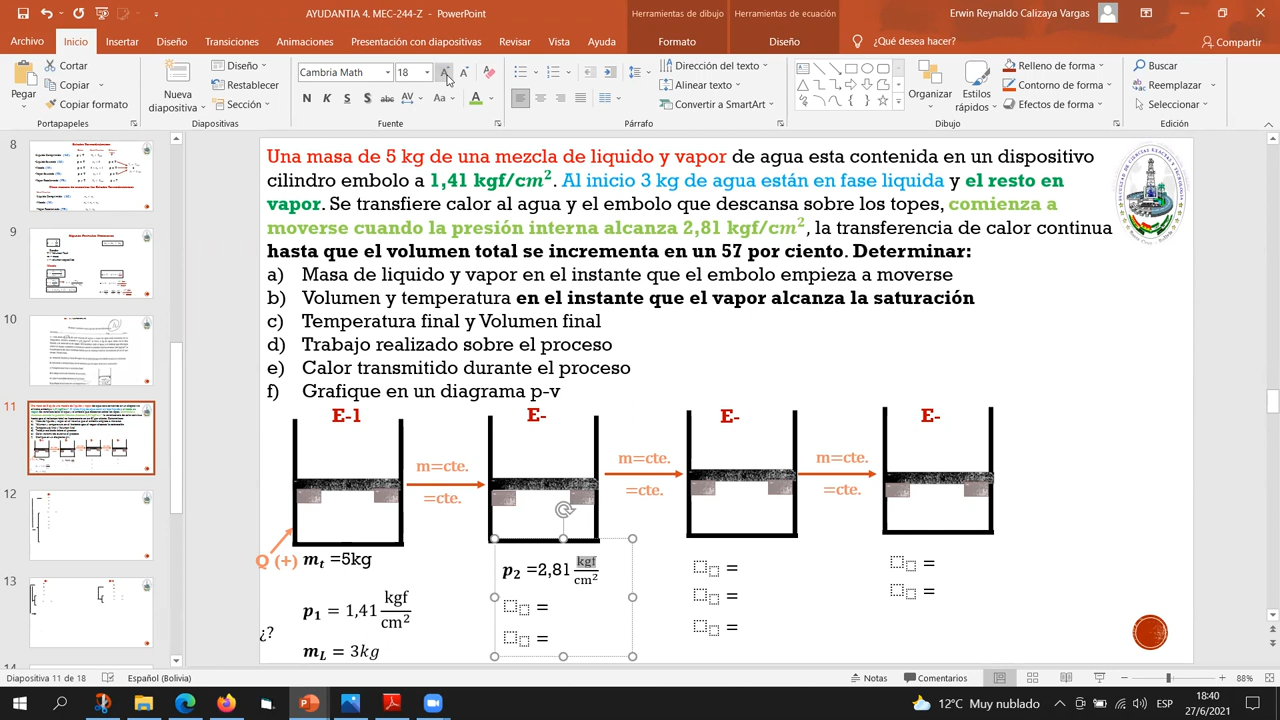 AYUDANTIA 4. MEC-244-Z - PowerPoint
Herramientas de dibujo
Herramientas de ecuación
Erwin Reynaldo Calizaya Vargas
Archivo Inicio Insertar Diseño Transiciones Animaciones Presentación con diapositivas Revisar Vista Ayuda Formato Diseño ¿Qué desea hacer? Compartir
Pegar
Cortar
Copiar
Copiar formato
Portapapeles
Nueva diapositiva
Diseño
Restablecer
Sección
Diapositivas
Cambria Math 18
N K S S abc AV Aa A
Fuente
Dirección del texto
Alinear texto
Convertir a SmartArt
Párrafo
Organizar
Estilos rápidos
Relleno de forma
Contorno de forma
Efectos de forma
Dibujo
Buscar
Reemplazar
Seleccionar
Edición
8
9
10
11
12
13
14
Una masa de 5 kg de una mezcla de liquido y vapor de agua esta contenida en un dispositivo
cilindro embolo a 1,41 kgf/cm². Al inicio 3 kg de agua están en fase liquida y el resto en
vapor. Se transfiere calor al agua y el embolo que descansa sobre los topes, comienza a
moverse cuando la presión interna alcanza 2,81 kgf/cm², la transferencia de calor continua
hasta que el volumen total se incrementa en un 57 por ciento. Determinar:
a) Masa de liquido y vapor en el instante que el embolo empieza a moverse
b) Volumen y temperatura en el instante que el vapor alcanza la saturación
c) Temperatura final y Volumen final
d) Trabajo realizado sobre el proceso
e) Calor transmitido durante el proceso
f) Grafique en un diagrama p-v
E-1 E- E- E-
m=cte. m=cte. m=cte.
=cte. =cte. =cte.
Q (+)
mₜ =5kg
p₁ = 1,41 kgf/cm²
¿?
m_L = 3kg
p₂ =2,81 kgf/cm²
=
=
=
=
=
=
=
Diapositiva 11 de 18 Español (Bolivia) Notas Comentarios 88%
12°C Muy nublado ESP
18:40
27/6/2021